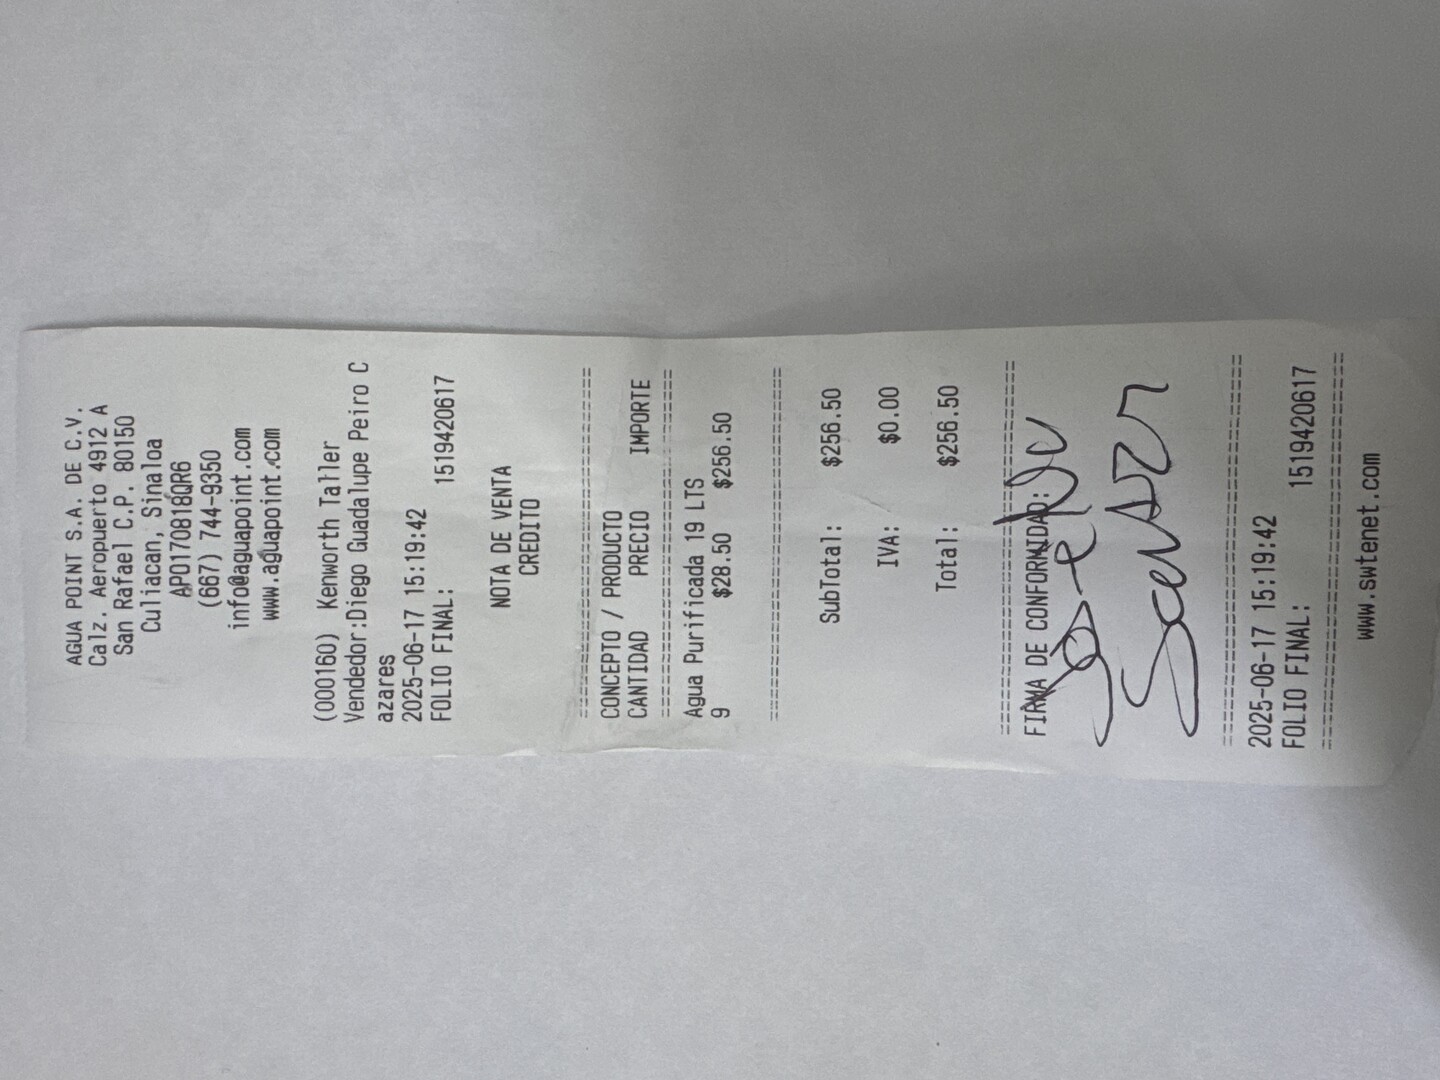 AGUA POINT S.A. DE C.V.
Calz. Aeropuerto 4912 A
San Rafael C.P. 80150
Culiacan, Sinaloa
APO170818QR6
(667) 744-9350
info@aguapoint.com
www.aguapoint.com
(000160) Kenworth Taller
Vendedor:Diego Guadalupe Peiro C
azares
2025-06-17 15:19:42
FOLIO FINAL: 1519420617
NOTA DE VENTA
CREDITO
==============================
CONCEPTO / PRODUCTO
CANTIDAD PRECIO IMPORTE
==============================
Agua Purificada 19 LTS
9 $28.50 $256.50
==============================
SubTotal: $256.50
IVA: $0.00
Total: $256.50
==============================
FIRMA DE CONFORMIDAD:
==============================
2025-06-17 15:19:42
FOLIO FINAL: 1519420617
==============================
www.swtenet.com